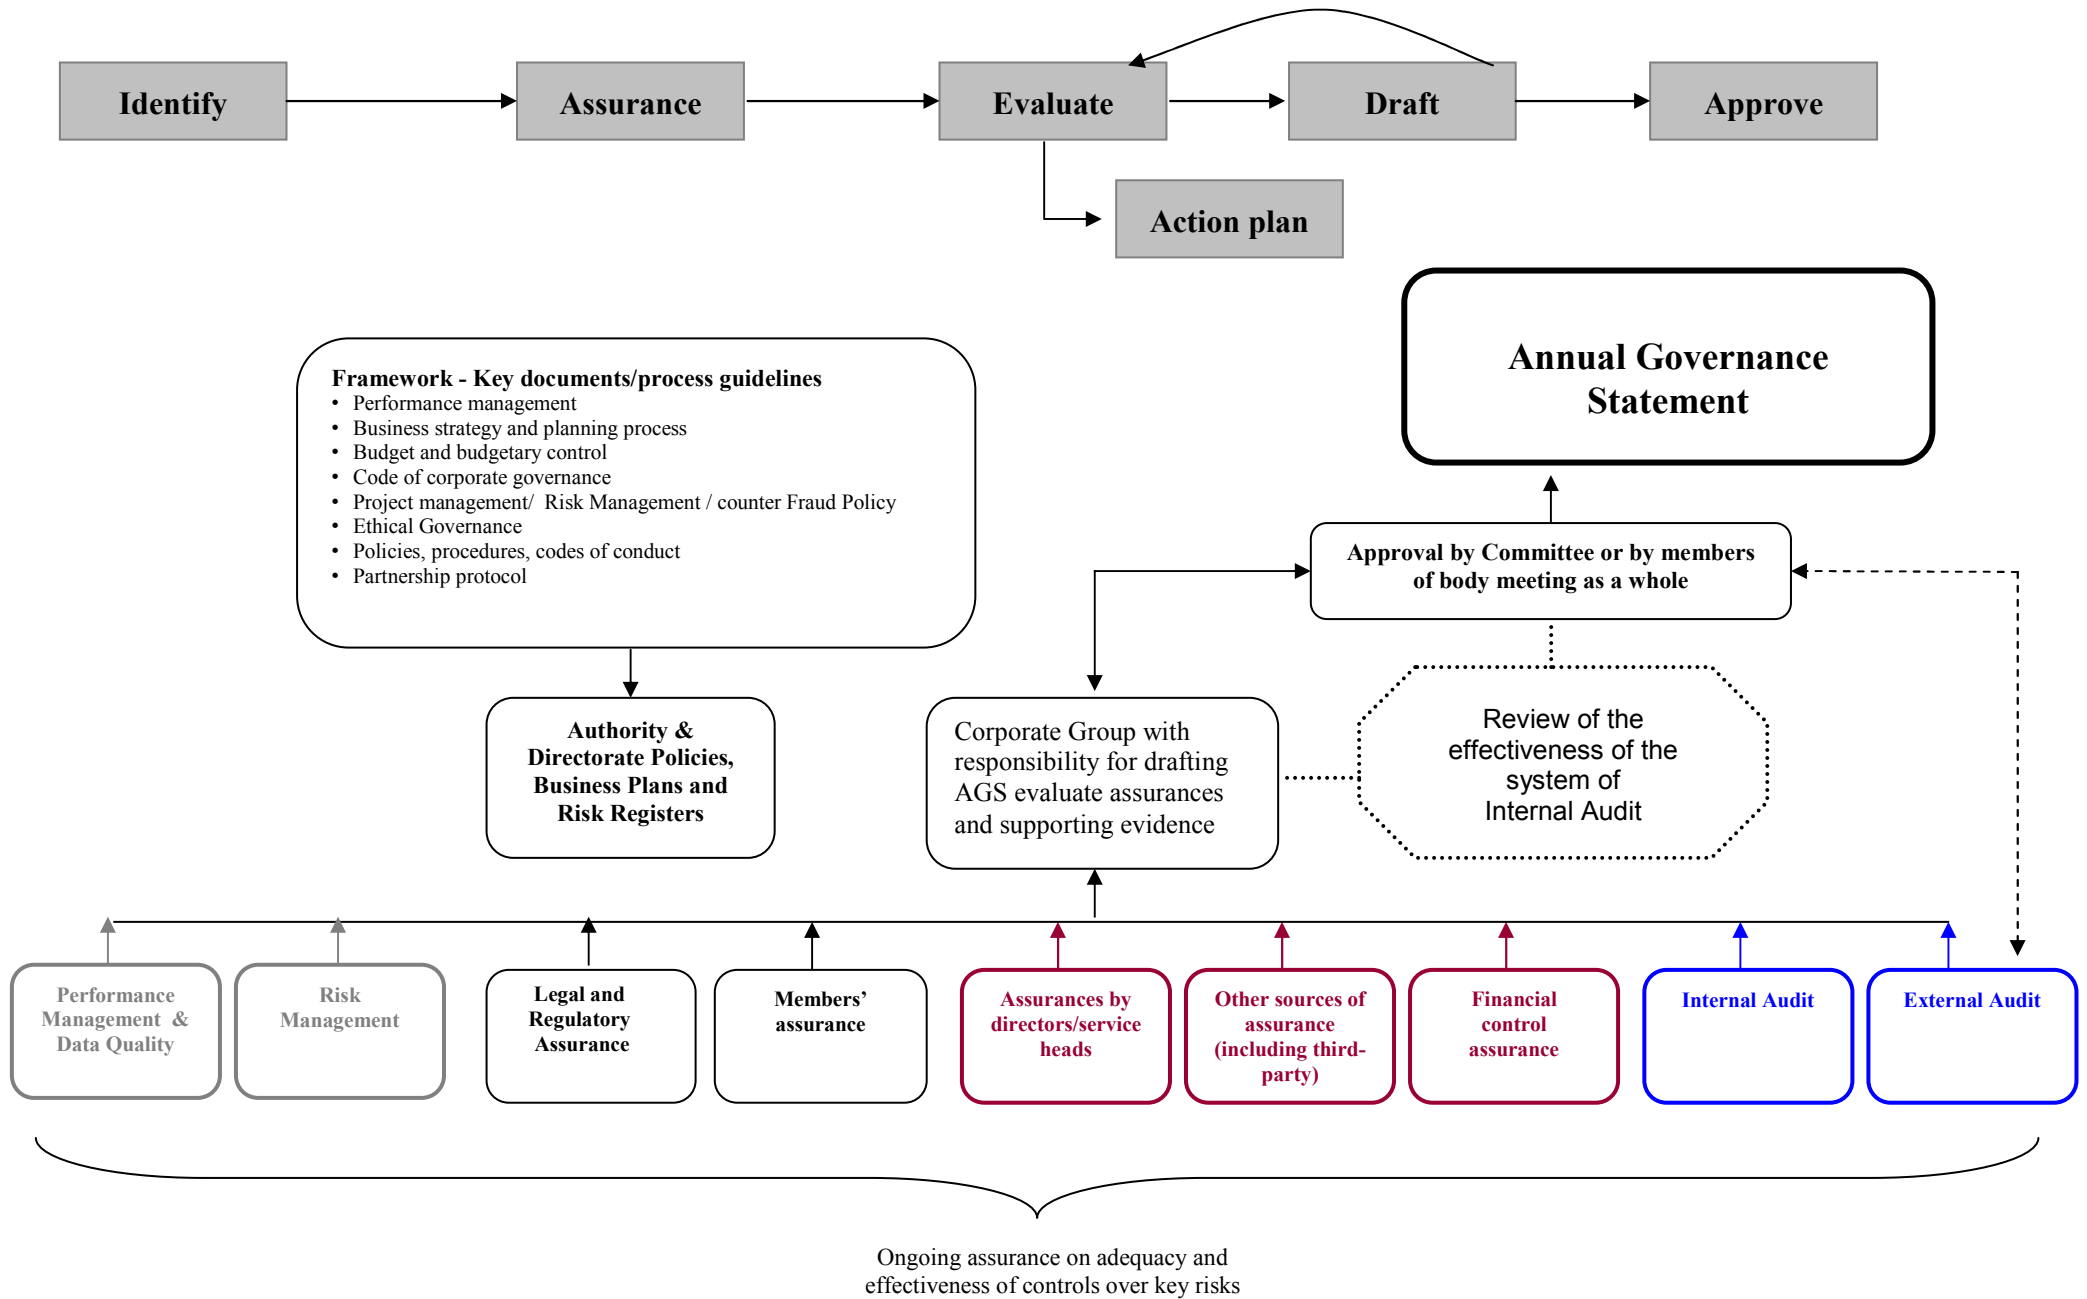 Identify
Assurance
Evaluate
Draft
Approve
Action plan
Annual Governance
Statement
Framework - Key documents/process guidelines
• Performance management
• Business strategy and planning process
• Budget and budgetary control
• Code of corporate governance
• Project management/ Risk Management / counter Fraud Policy
• Ethical Governance
• Policies, procedures, codes of conduct
• Partnership protocol
Approval by Committee or by members
of body meeting as a whole
Authority &
Directorate Policies,
Business Plans and
Risk Registers
Corporate Group with
responsibility for drafting
AGS evaluate assurances
and supporting evidence
Review of the
effectiveness of the
system of
Internal Audit
Performance
Management &
Data Quality
Risk
Management
Legal and
Regulatory
Assurance
Members’
assurance
Assurances by
directors/service
heads
Other sources of
assurance
(including third-
party)
Financial
control
assurance
Internal Audit
External Audit
Ongoing assurance on adequacy and
effectiveness of controls over key risks